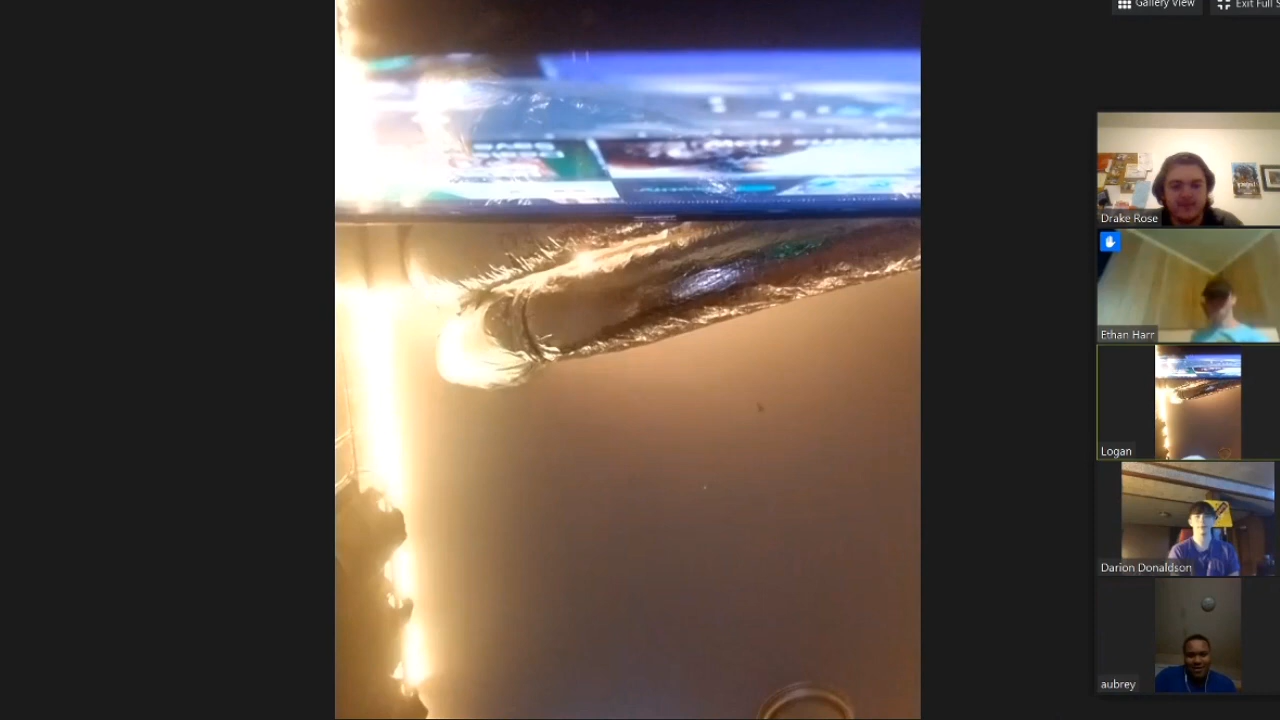 Gallery View
Exit Full S
Drake Rose
Ethan Harr
Logan
Darion Donaldson
aubrey